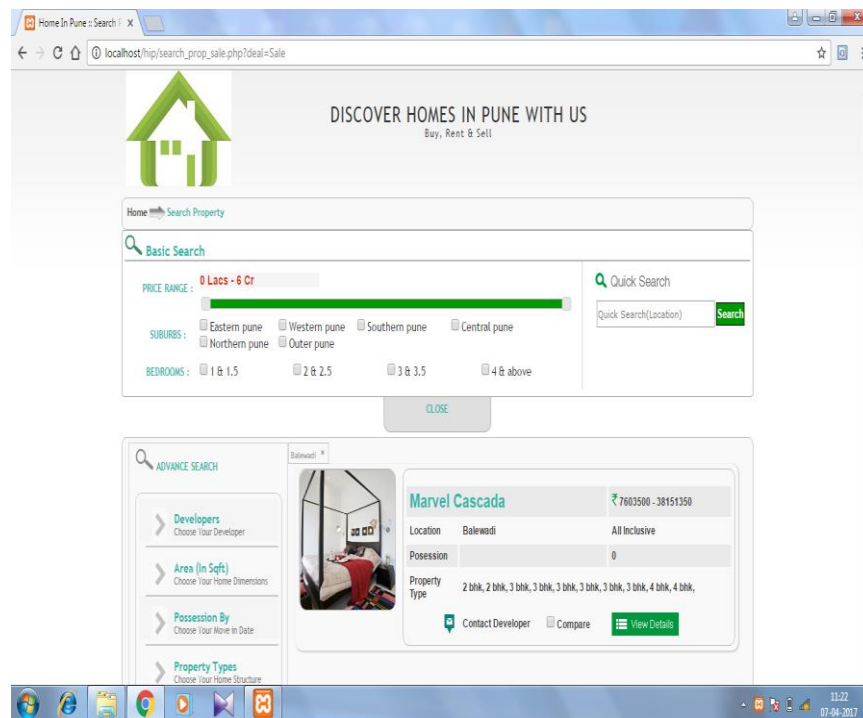 Home In Pune :: Search P
localhost/hip/search_prop_sale.php?deal=Sale
DISCOVER HOMES IN PUNE WITH US
Buy, Rent & Sell
Home Search Property
Basic Search
PRICE RANGE : 0 Lacs - 6 Cr
SUBURBS : Eastern pune Western pune Southern pune Central pune
Northern pune Outer pune
BEDROOMS : 1 & 1.5 2 & 2.5 3 & 3.5 4 & above
Quick Search
Quick Search(Location) Search
CLOSE
ADVANCE SEARCH
Developers
Choose Your Developer
Area (In Sqft)
Choose Your Home Dimensions
Possession By
Choose Your Move in Date
Property Types
Choose Your Home Structure
Balewadi x
Marvel Cascada ₹ 7603500 - 38151350
Location Balewadi All Inclusive
Posession 0
Property Type 2 bhk, 2 bhk, 3 bhk, 3 bhk, 3 bhk, 3 bhk, 3 bhk, 3 bhk, 4 bhk, 4 bhk,
Contact Developer Compare View Details
11:22
07-04-2017